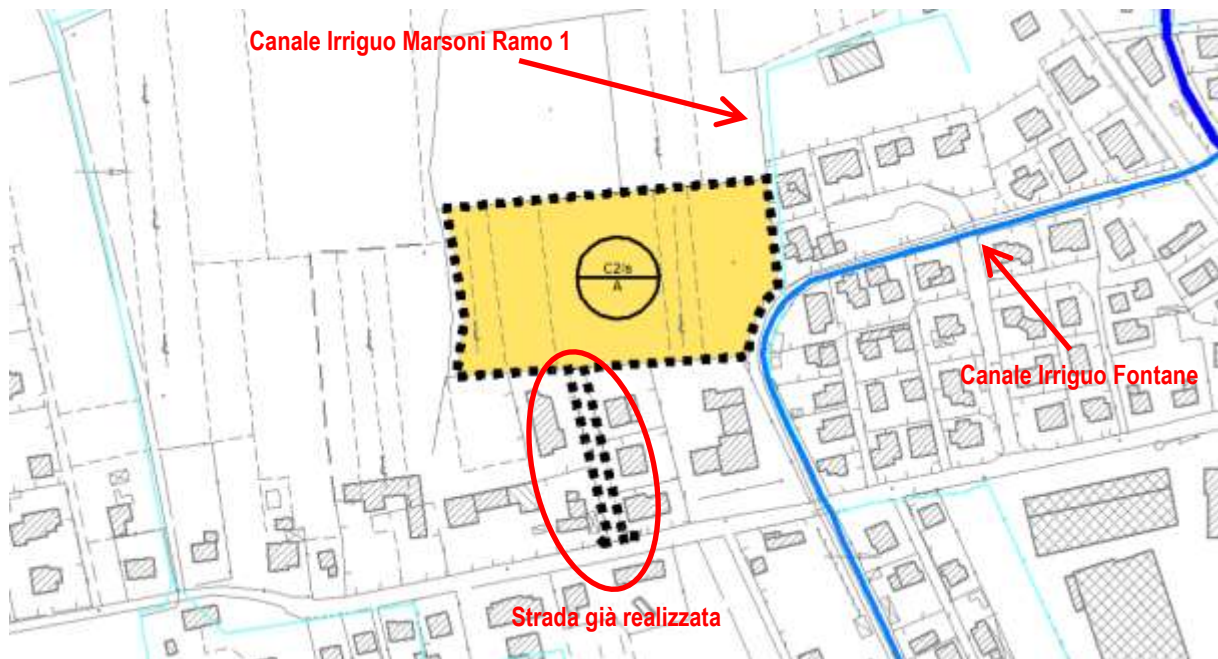 Canale Irriguo Marsoni Ramo 1
C2/s
A
Canale Irriguo Fontane
Strada già realizzata